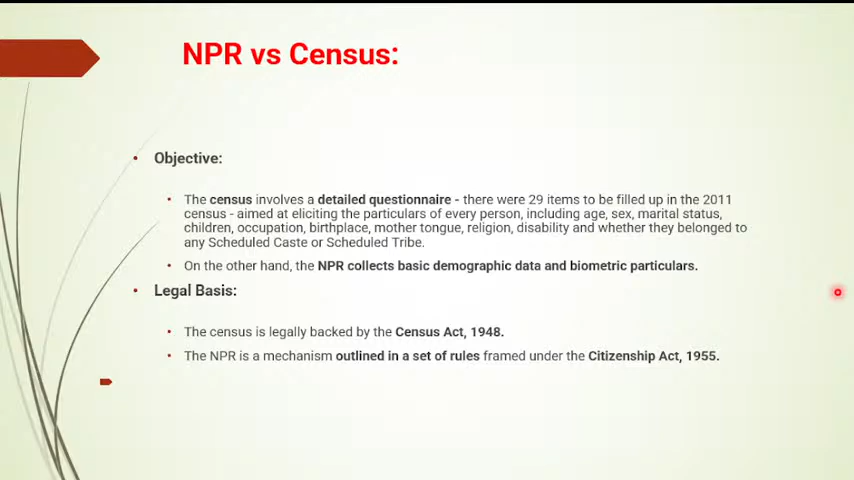 NPR vs Census:
• Objective:
• The census involves a detailed questionnaire - there were 29 items to be filled up in the 2011
census - aimed at eliciting the particulars of every person, including age, sex, marital status,
children, occupation, birthplace, mother tongue, religion, disability and whether they belonged to
any Scheduled Caste or Scheduled Tribe.
• On the other hand, the NPR collects basic demographic data and biometric particulars.
• Legal Basis:
• The census is legally backed by the Census Act, 1948.
• The NPR is a mechanism outlined in a set of rules framed under the Citizenship Act, 1955.